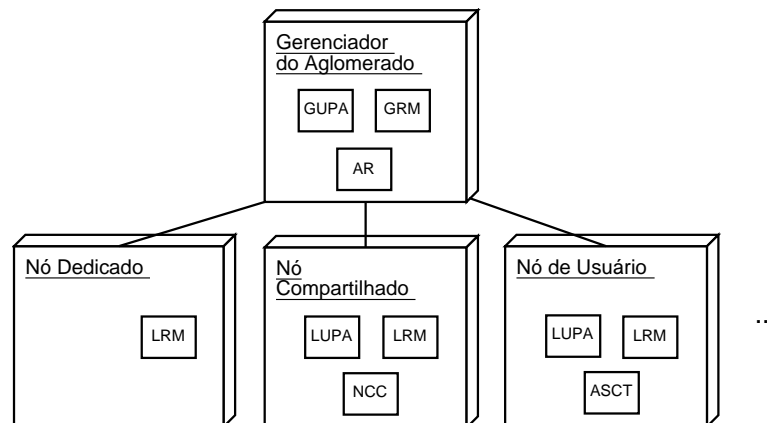 Gerenciador
do Aglomerado
GUPA GRM
AR
Nó Dedicado
LRM
Nó
Compartilhado
LUPA LRM
NCC
Nó de Usuário
LUPA LRM
ASCT
..